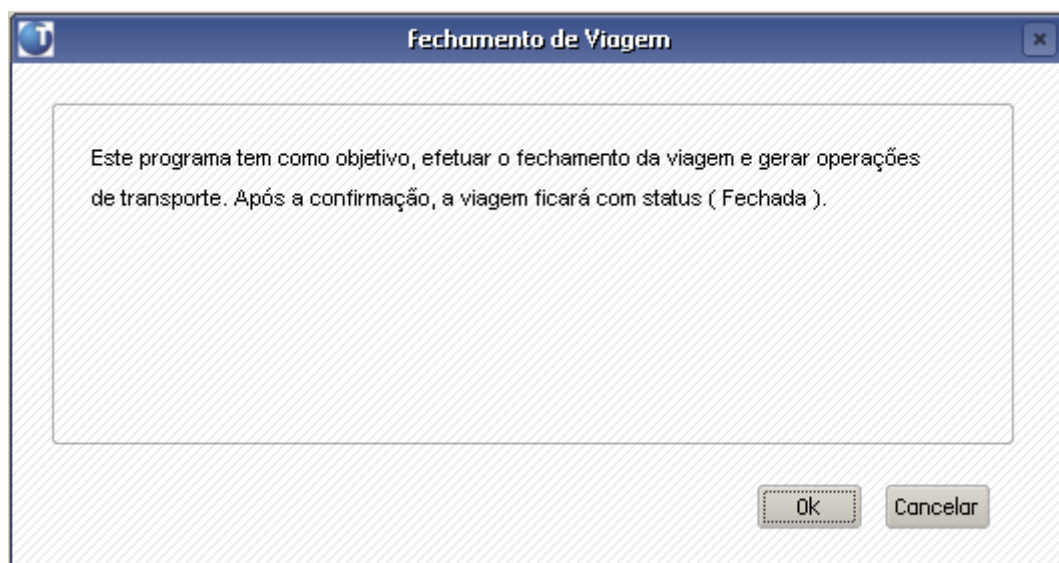 Fechamento de Viagem
Este programa tem como objetivo, efetuar o fechamento da viagem e gerar operações
de transporte. Após a confirmação, a viagem ficará com status ( Fechada ).
Ok
Cancelar